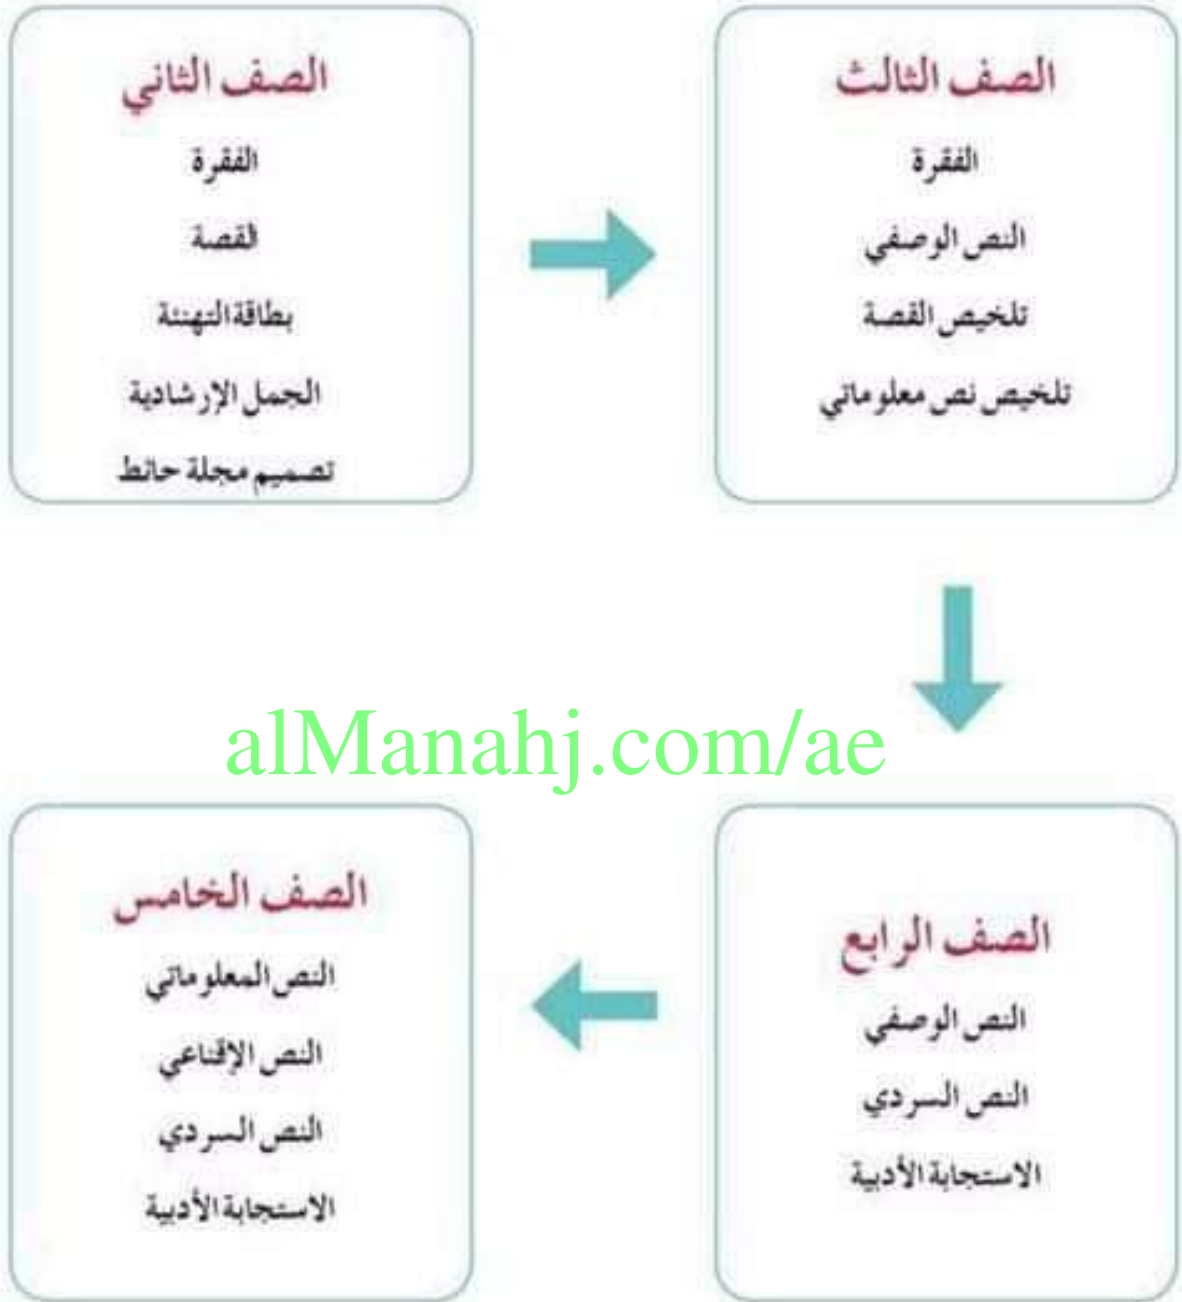 الصف الثاني
الفقرة
القصة
بطاقة التهنئة
الجمل الإرشادية
تصميم مجلة حائط
الصف الثالث
الفقرة
النص الوصفي
تلخيص القصة
تلخيص نص معلوماتي
alManahj.com/ae
الصف الرابع
النص الوصفي
النص السردي
الاستجابة الأدبية
الصف الخامس
النص المعلوماتي
النص الإقناعي
النص السردي
الاستجابة الأدبية